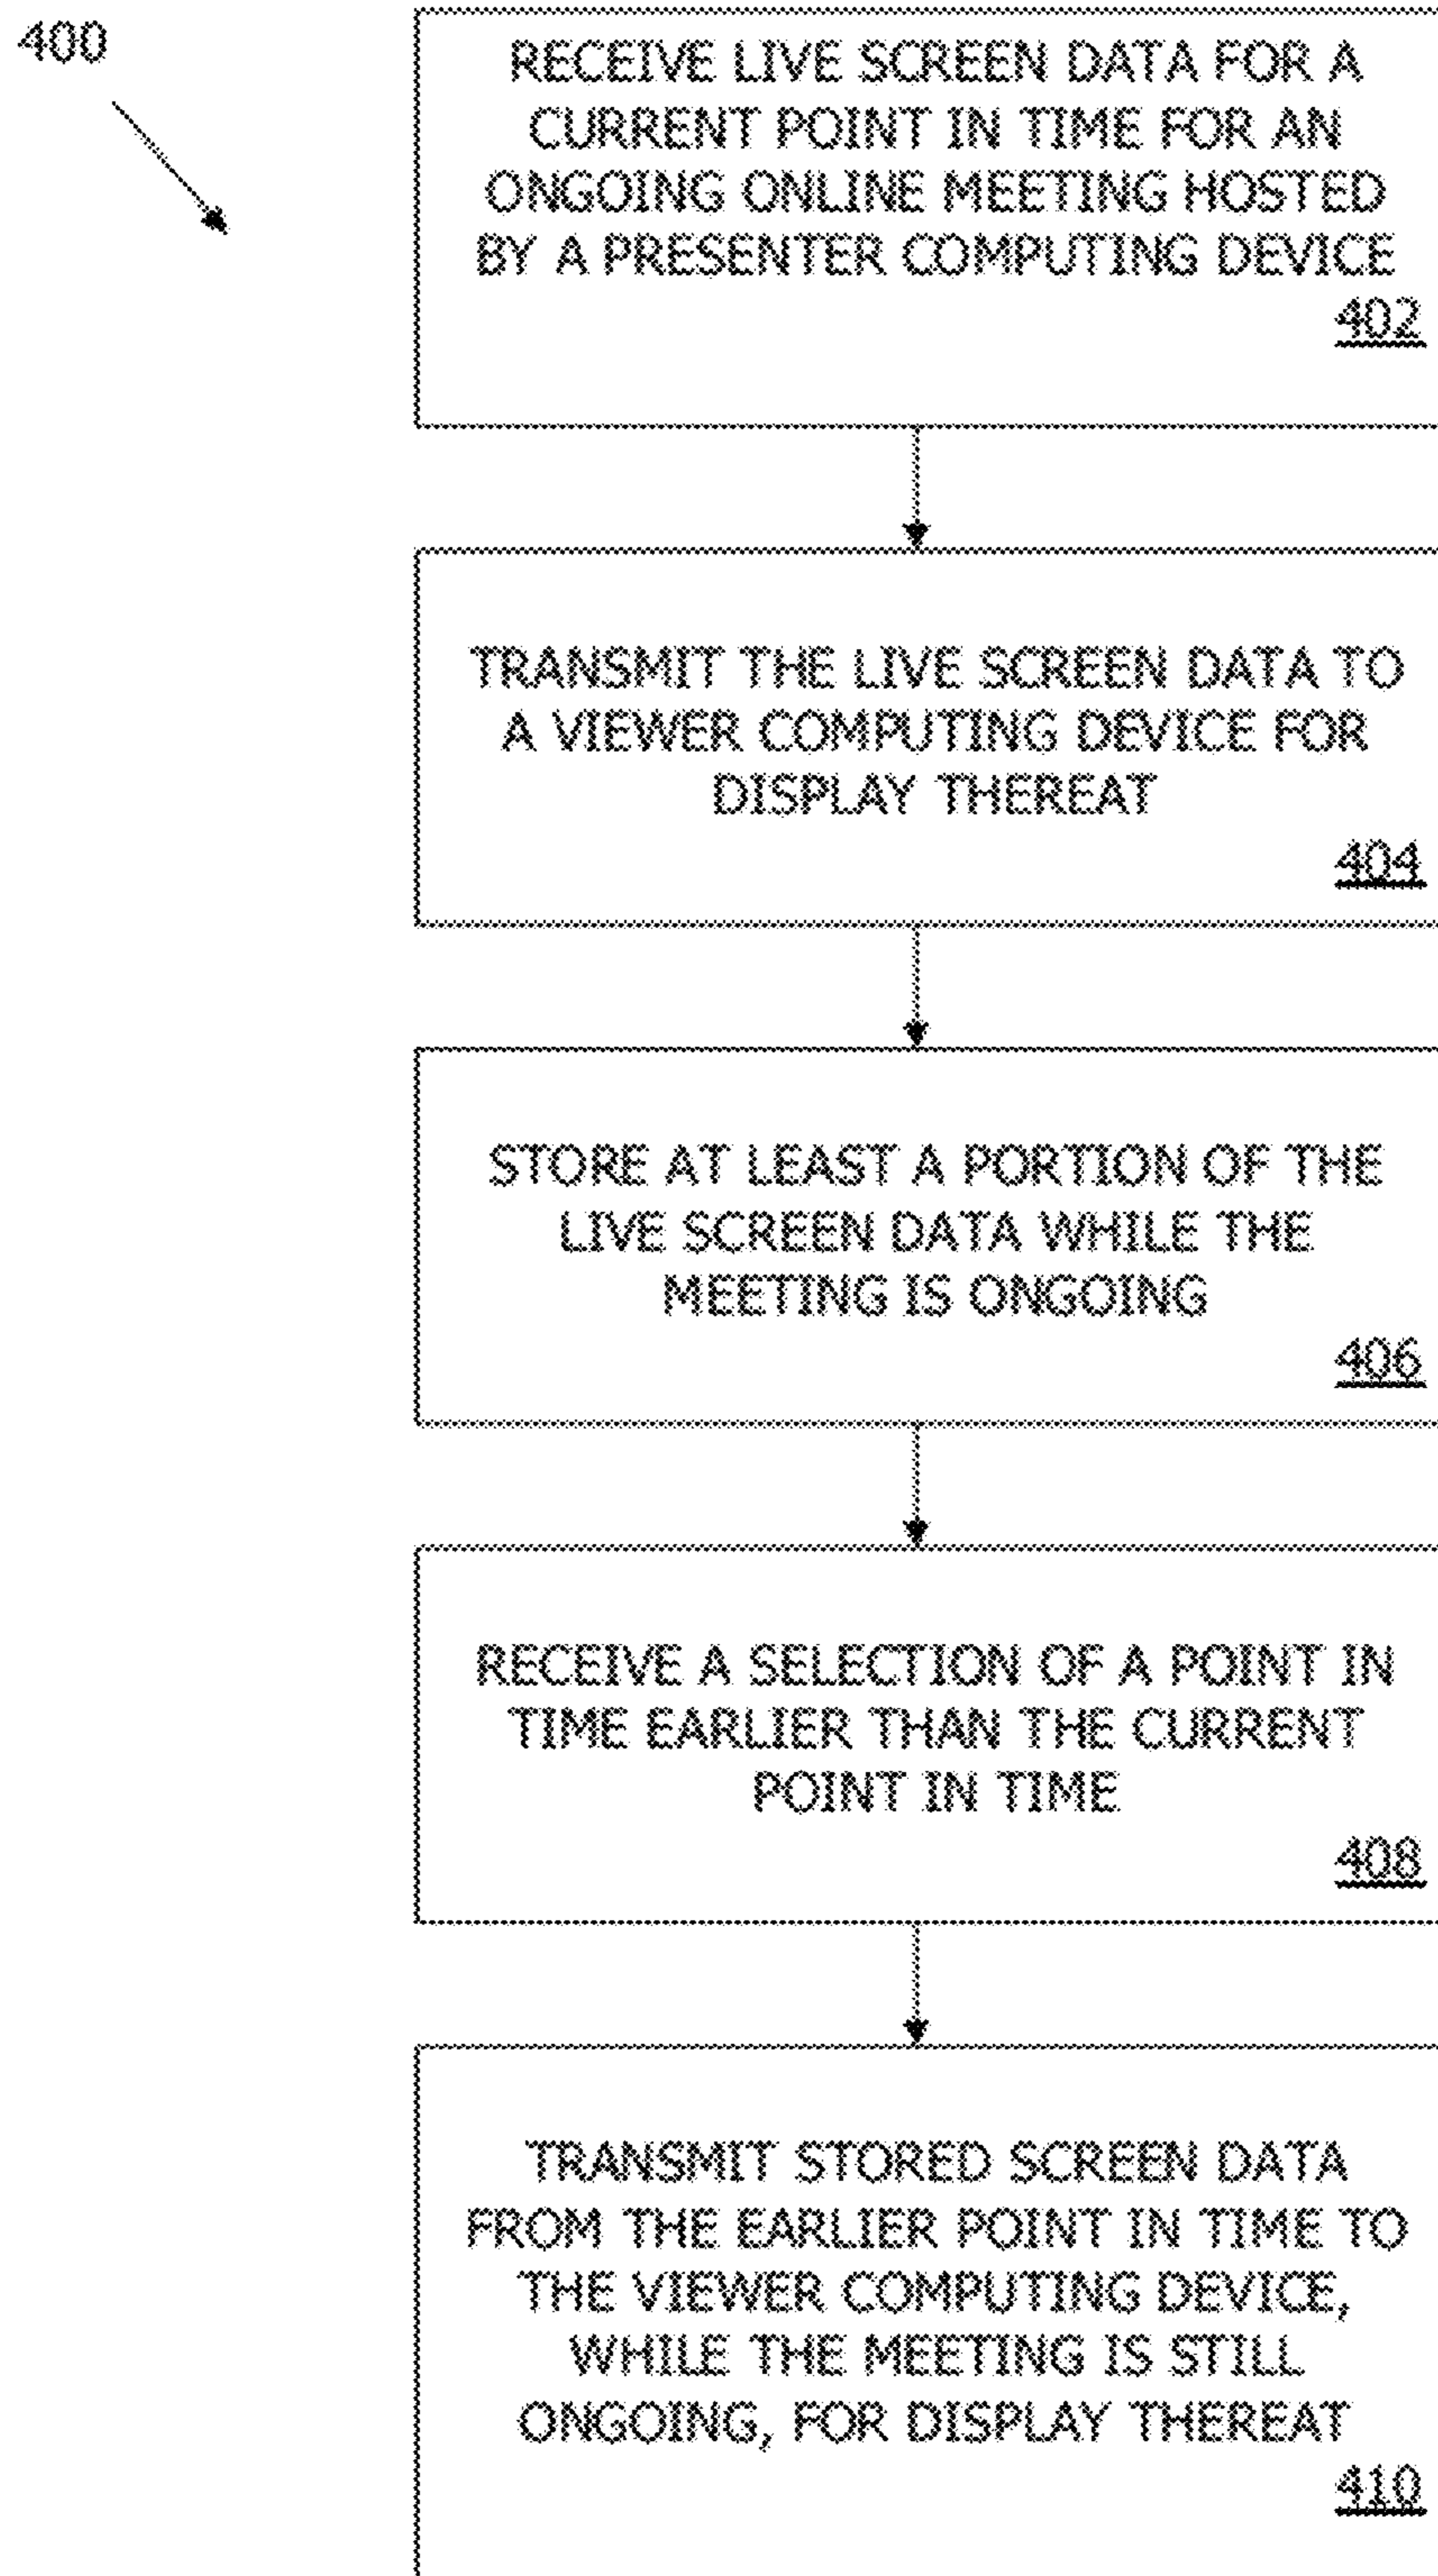 400
RECEIVE LIVE SCREEN DATA FOR A
CURRENT POINT IN TIME FOR AN
ONGOING ONLINE MEETING HOSTED
BY A PRESENTER COMPUTING DEVICE
402
TRANSMIT THE LIVE SCREEN DATA TO
A VIEWER COMPUTING DEVICE FOR
DISPLAY THEREAT
404
STORE AT LEAST A PORTION OF THE
LIVE SCREEN DATA WHILE THE
MEETING IS ONGOING
406
RECEIVE A SELECTION OF A POINT IN
TIME EARLIER THAN THE CURRENT
POINT IN TIME
408
TRANSMIT STORED SCREEN DATA
FROM THE EARLIER POINT IN TIME TO
THE VIEWER COMPUTING DEVICE,
WHILE THE MEETING IS STILL
ONGOING, FOR DISPLAY THEREAT
410